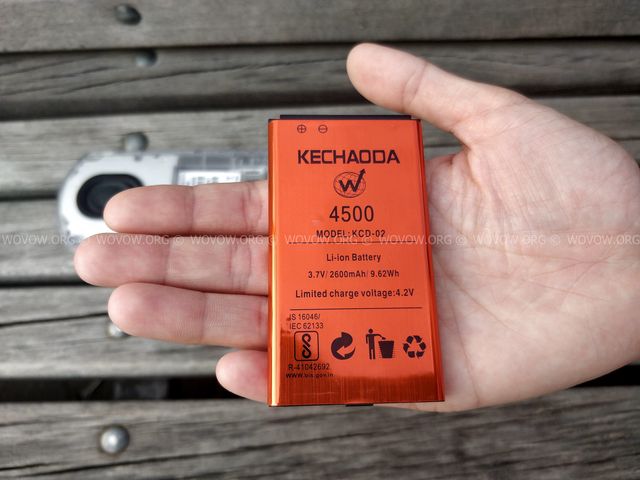 ⊕ ⊖
KECHAODA
W
4500
MODEL: KCD-02
WOVOW.ORG © WOVOW.ORG © WOVOW.ORG © WOVOW.ORG © WOVOW.ORG © WOVOW.ORG © WOVOW.ORG
Li-ion Battery
3.7V/ 2600mAh/ 9.62Wh
Limited charge voltage:4.2V
IS 16046/
IEC 62133
R-41042692
www.bis.gov.in